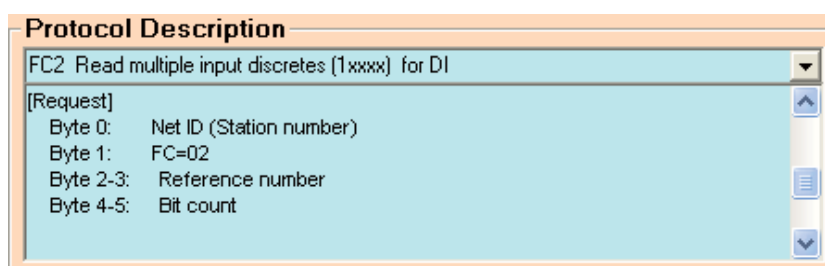 Protocol Description
FC2 Read multiple input discretes (1xxxx) for DI
[Request]
Byte 0: Net ID (Station number)
Byte 1: FC=02
Byte 2-3: Reference number
Byte 4-5: Bit count